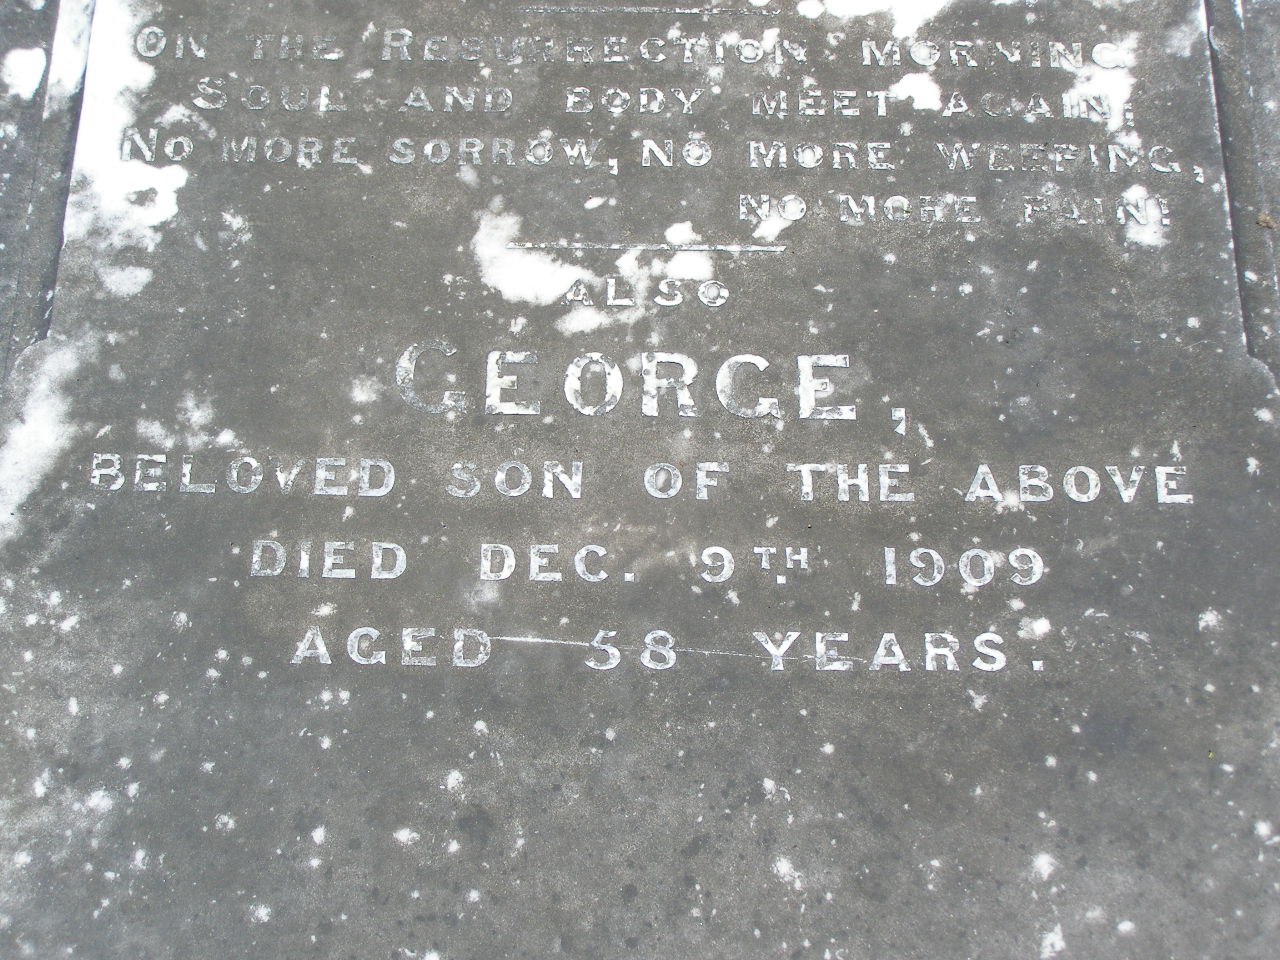 ON THE RESURRECTION MORNING
SOUL AND BODY MEET AGAIN;
NO MORE SORROW, NO MORE WEEPING,
NO MORE PAIN!
ALSO
GEORGE,
BELOVED SON OF THE ABOVE
DIED DEC. 9TH 1909
AGED 58 YEARS.